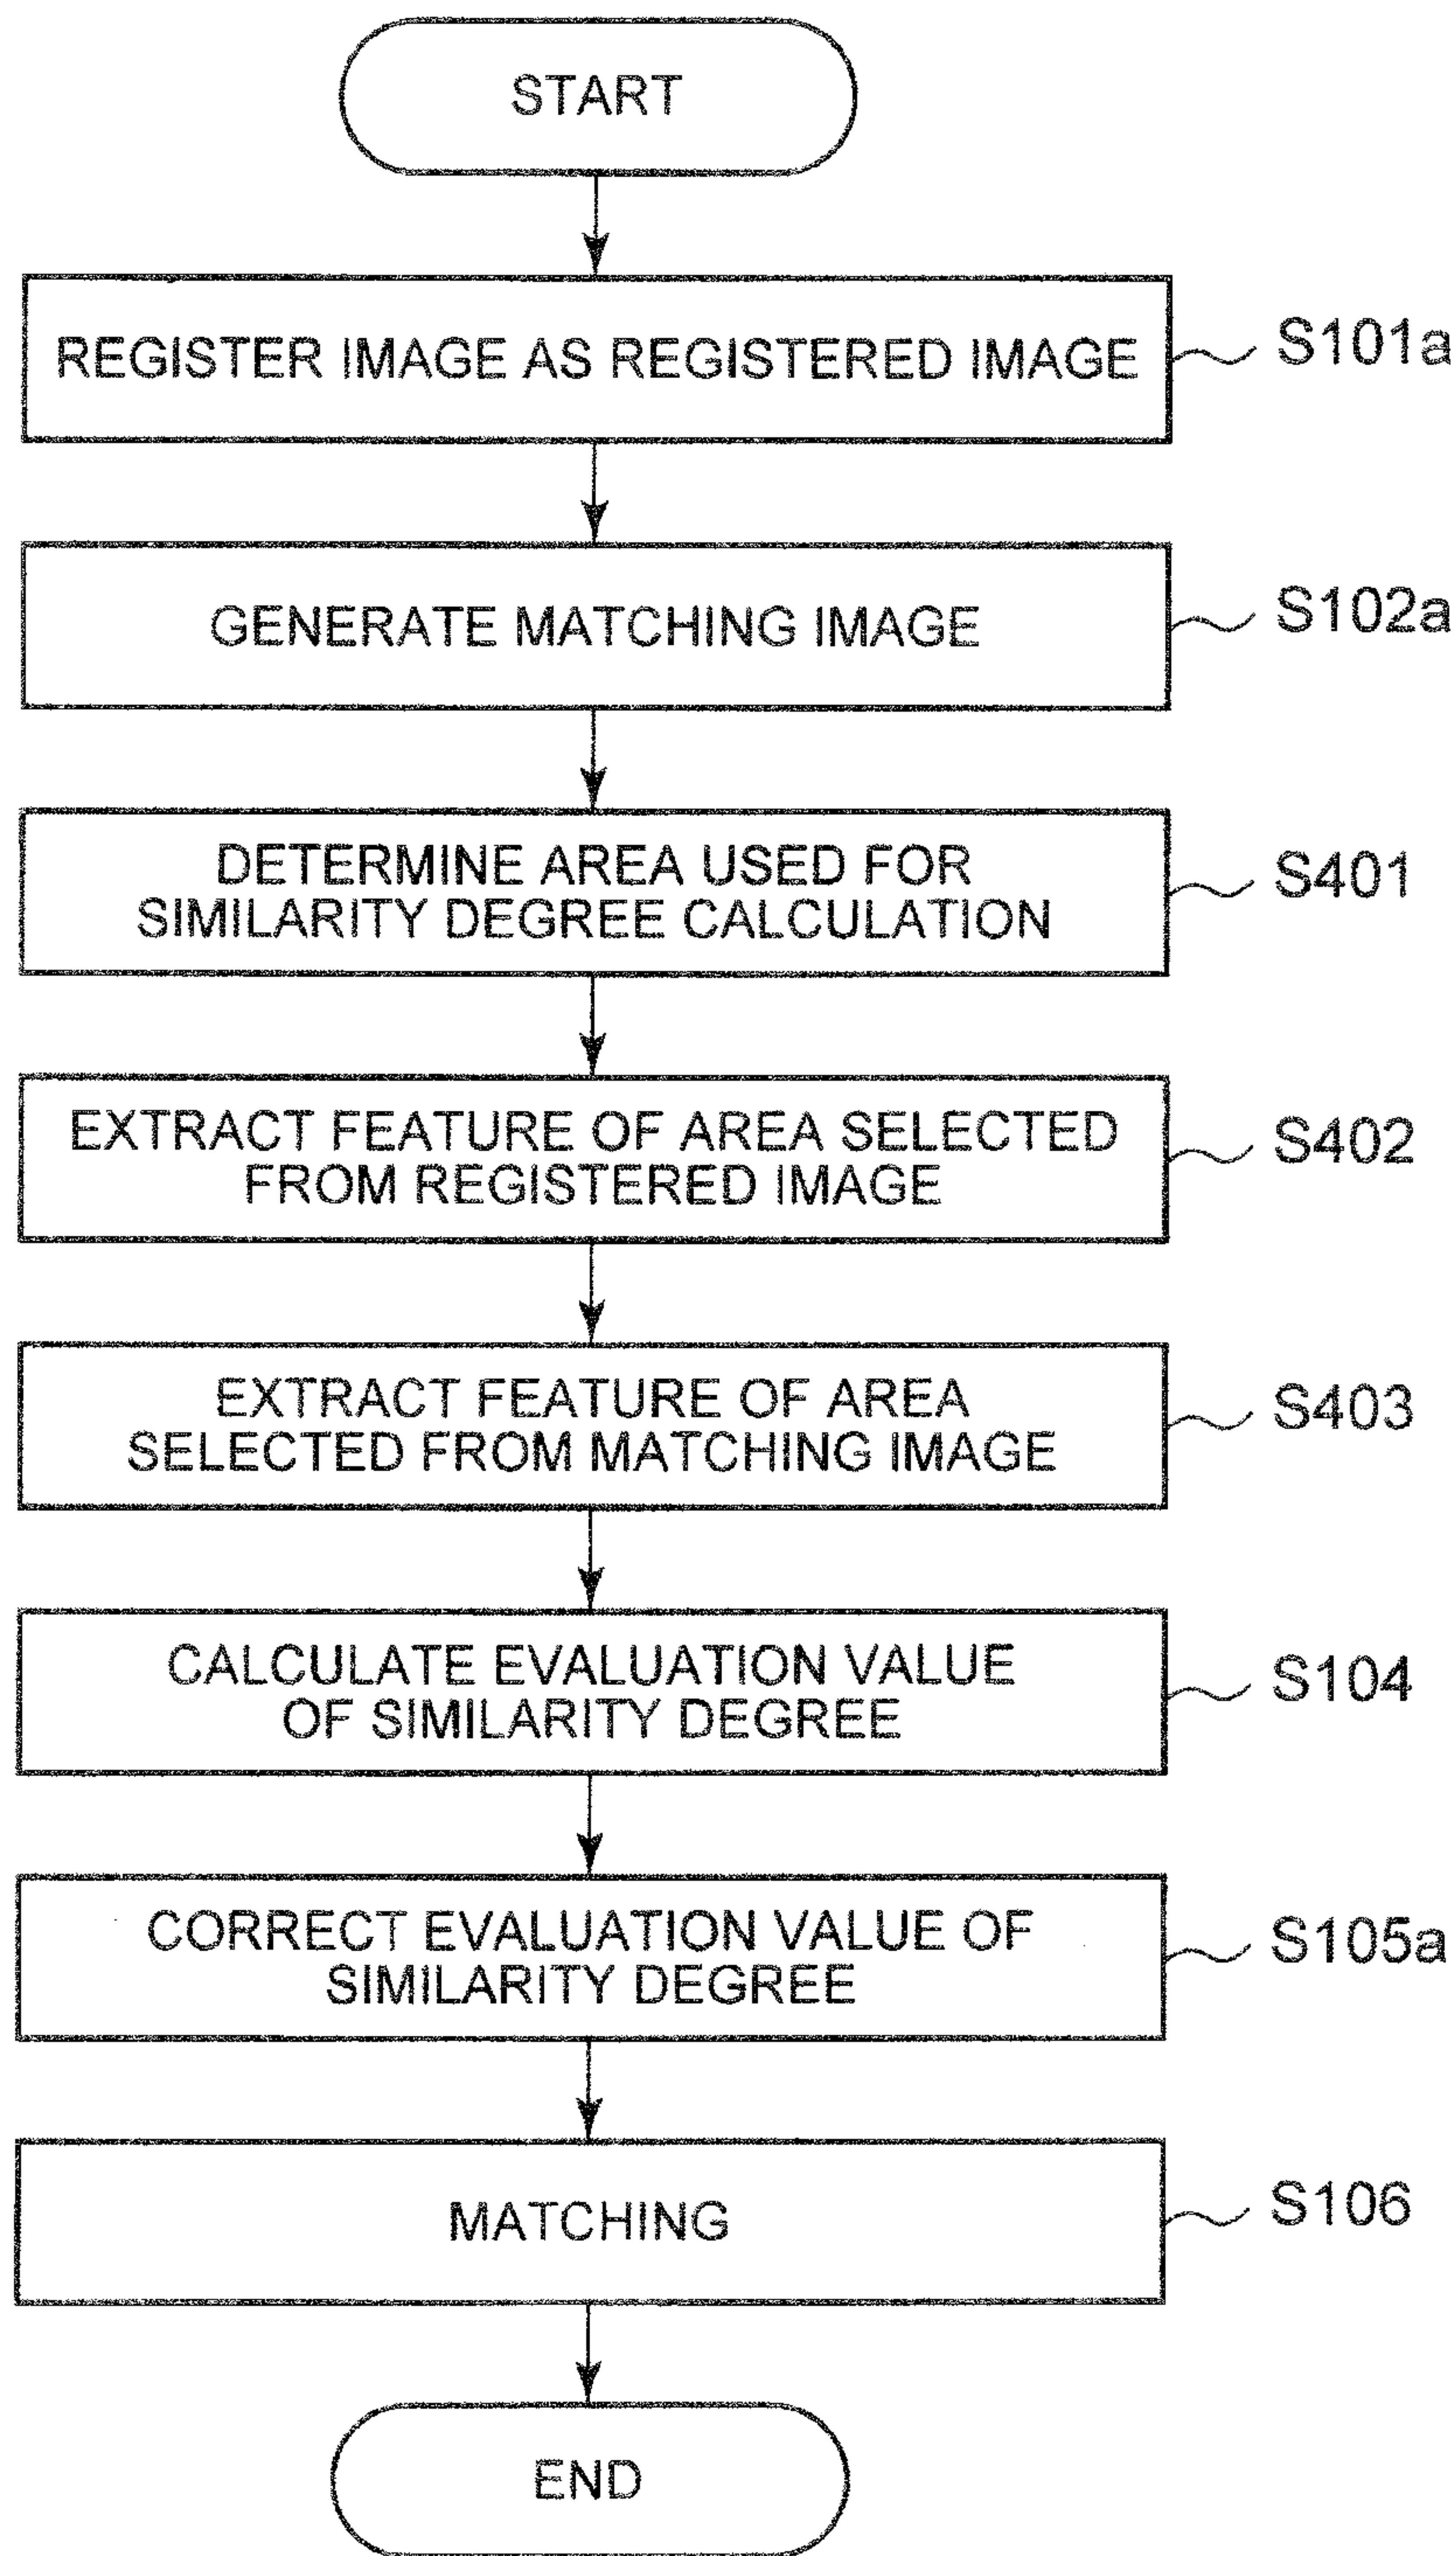 START
REGISTER IMAGE AS REGISTERED IMAGE
S101a
GENERATE MATCHING IMAGE
S102a
DETERMINE AREA USED FOR
SIMILARITY DEGREE CALCULATION
S401
EXTRACT FEATURE OF AREA SELECTED
FROM REGISTERED IMAGE
S402
EXTRACT FEATURE OF AREA
SELECTED FROM MATCHING IMAGE
S403
CALCULATE EVALUATION VALUE
OF SIMILARITY DEGREE
S104
CORRECT EVALUATION VALUE OF
SIMILARITY DEGREE
S105a
MATCHING
S106
END